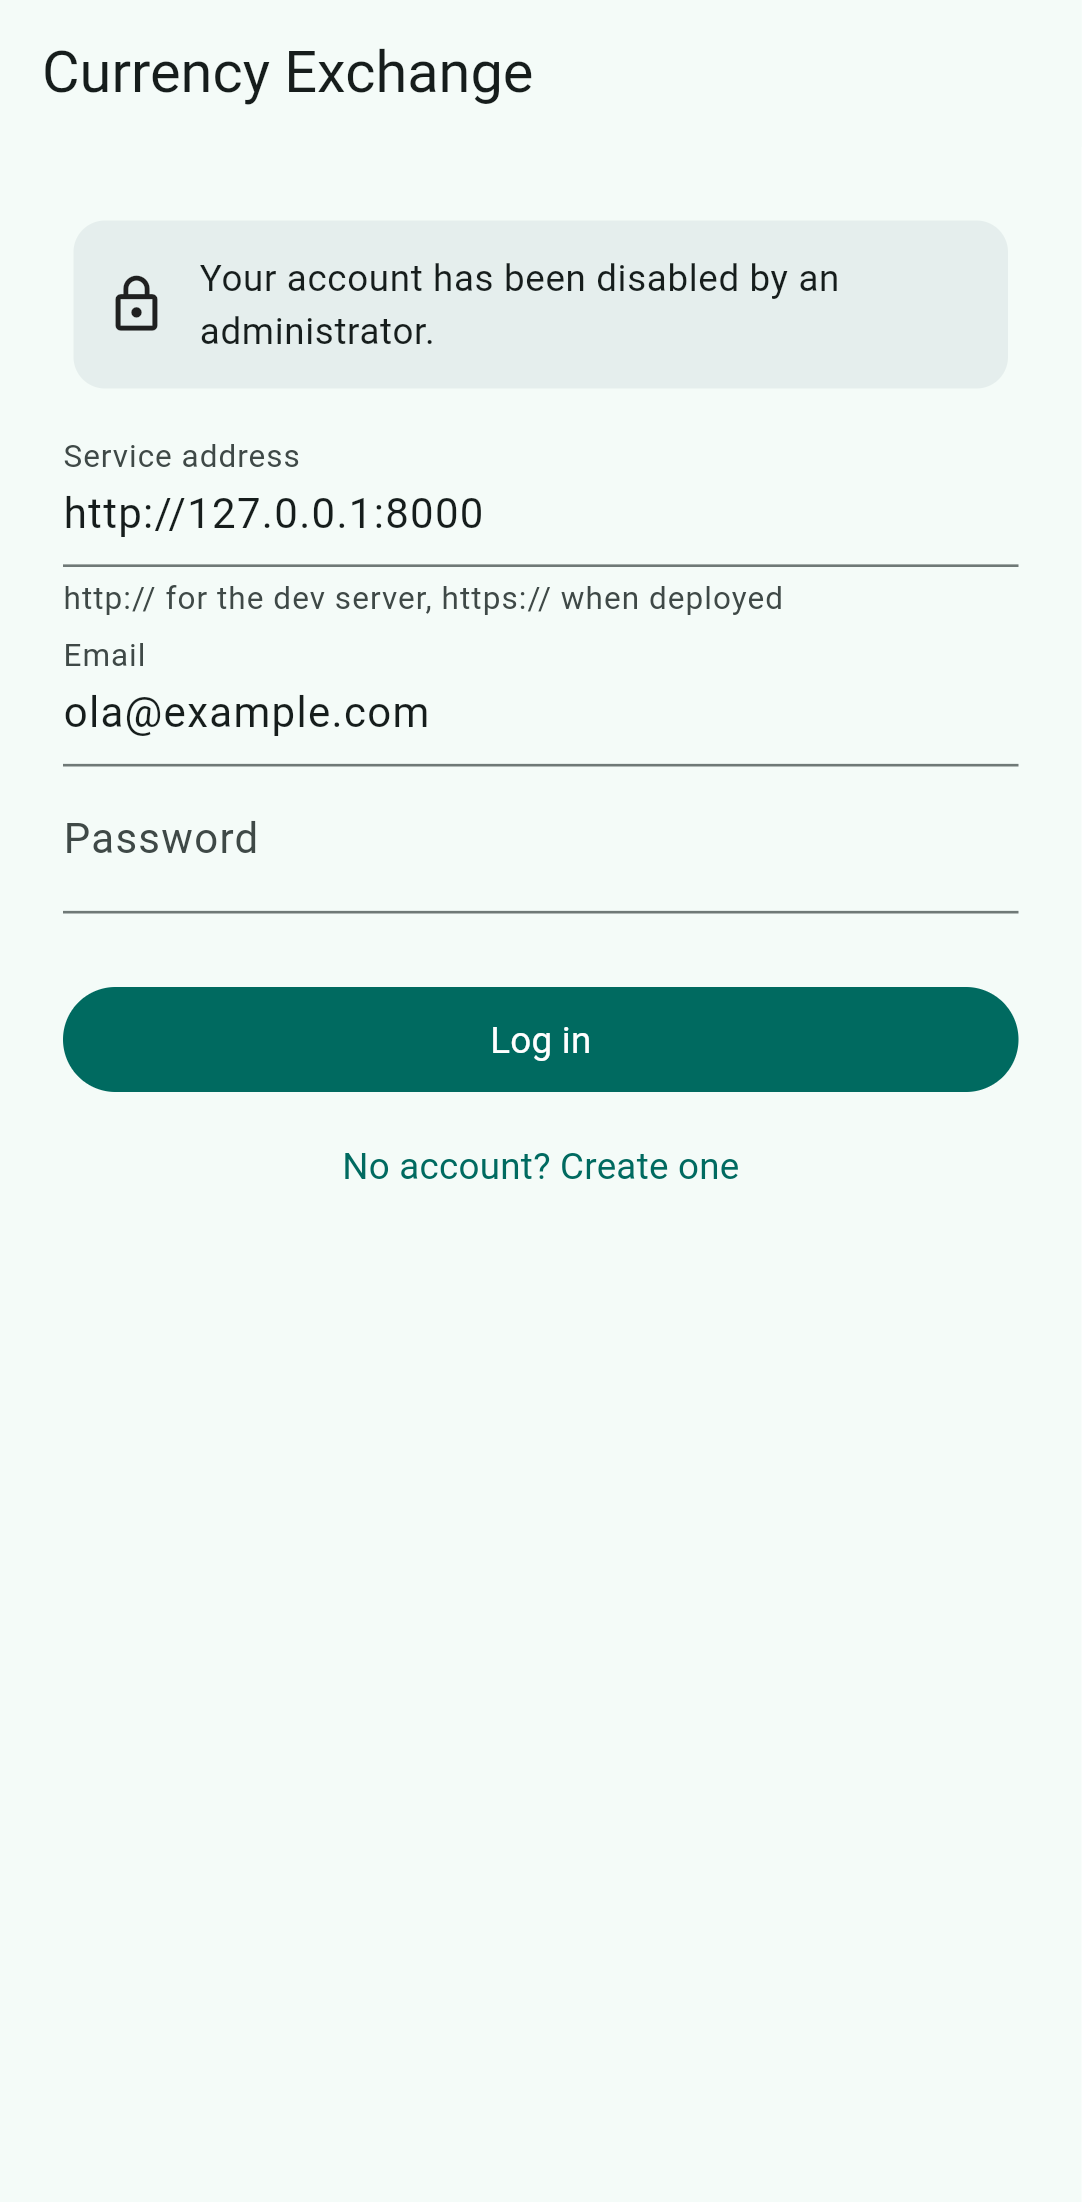 Currency Exchange
Your account has been disabled by an
administrator.
Service address
http://127.0.0.1:8000
http:// for the dev server, https:// when deployed
Email
ola@example.com
Password
Log in
No account? Create one